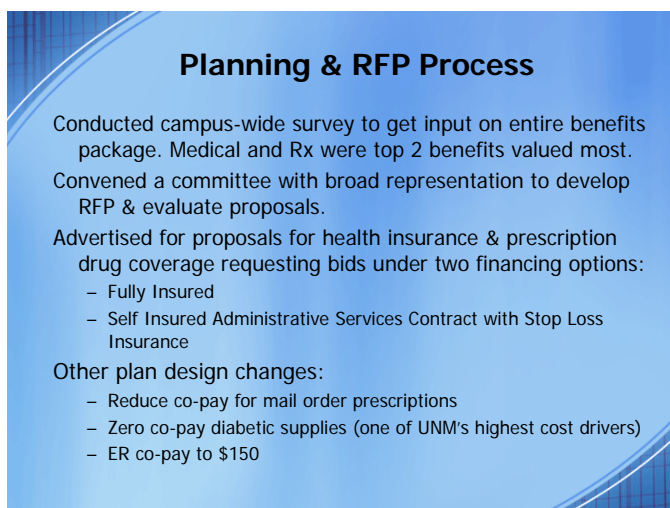 Planning & RFP Process
Conducted campus-wide survey to get input on entire benefits
package. Medical and Rx were top 2 benefits valued most.
Convened a committee with broad representation to develop
RFP & evaluate proposals.
Advertised for proposals for health insurance & prescription
drug coverage requesting bids under two financing options:
– Fully Insured
– Self Insured Administrative Services Contract with Stop Loss
Insurance
Other plan design changes:
– Reduce co-pay for mail order prescriptions
– Zero co-pay diabetic supplies (one of UNM's highest cost drivers)
– ER co-pay to $150